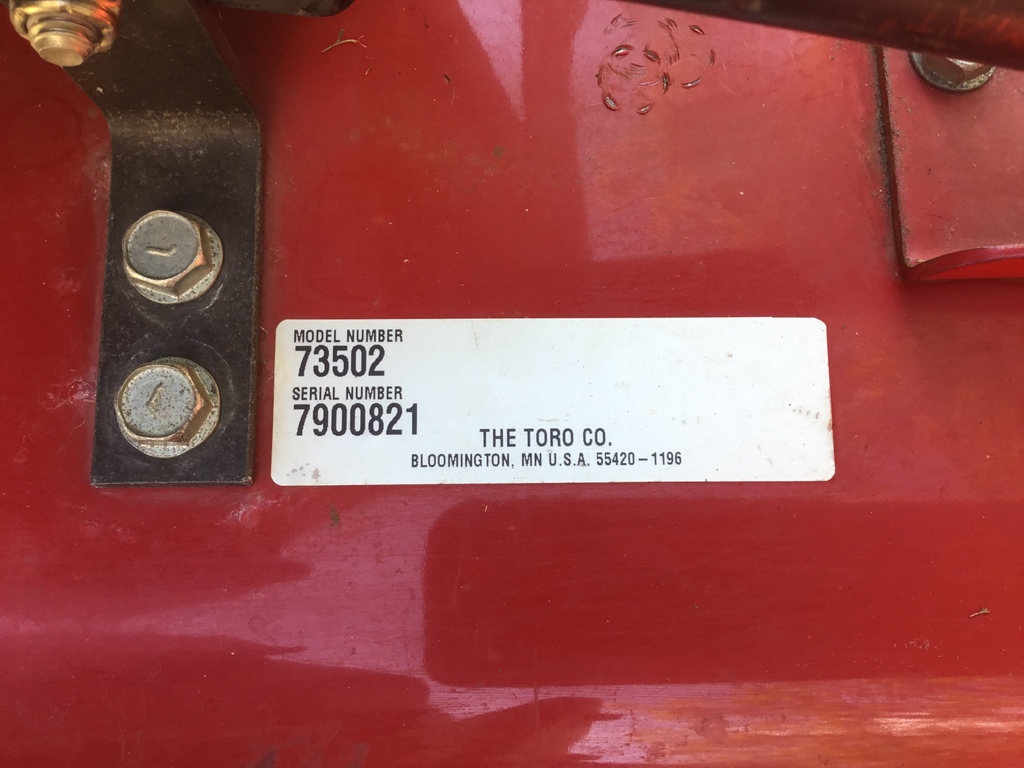 MODEL NUMBER
73502
SERIAL NUMBER
7900821
THE TORO CO.
BLOOMINGTON, MN U.S.A. 55420-1196